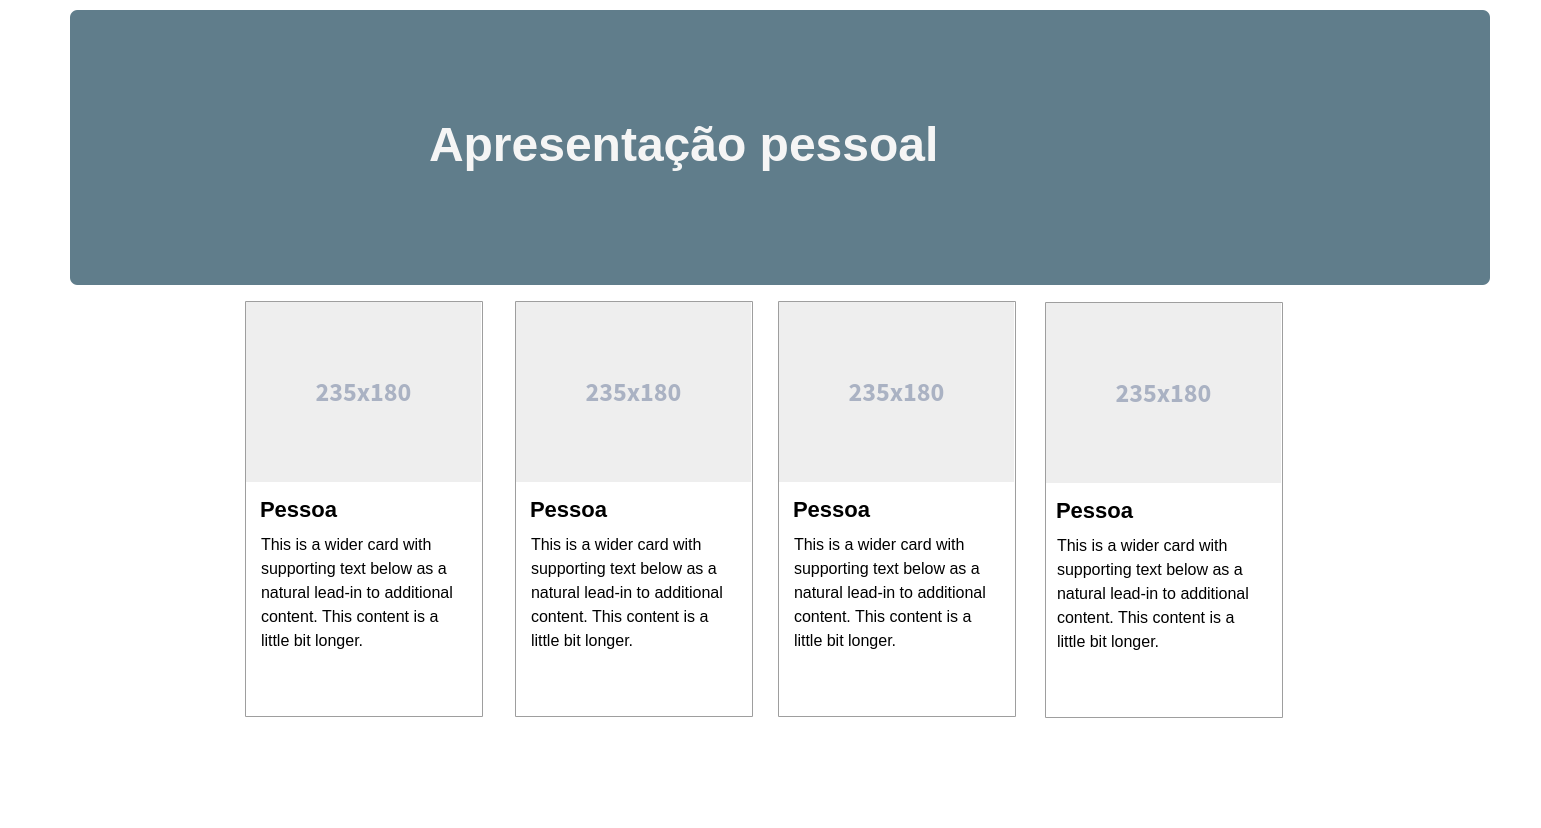 Apresentação pessoal
235x180
Pessoa
This is a wider card with
supporting text below as a
natural lead-in to additional
content. This content is a
little bit longer.
235x180
Pessoa
This is a wider card with
supporting text below as a
natural lead-in to additional
content. This content is a
little bit longer.
235x180
Pessoa
This is a wider card with
supporting text below as a
natural lead-in to additional
content. This content is a
little bit longer.
235x180
Pessoa
This is a wider card with
supporting text below as a
natural lead-in to additional
content. This content is a
little bit longer.